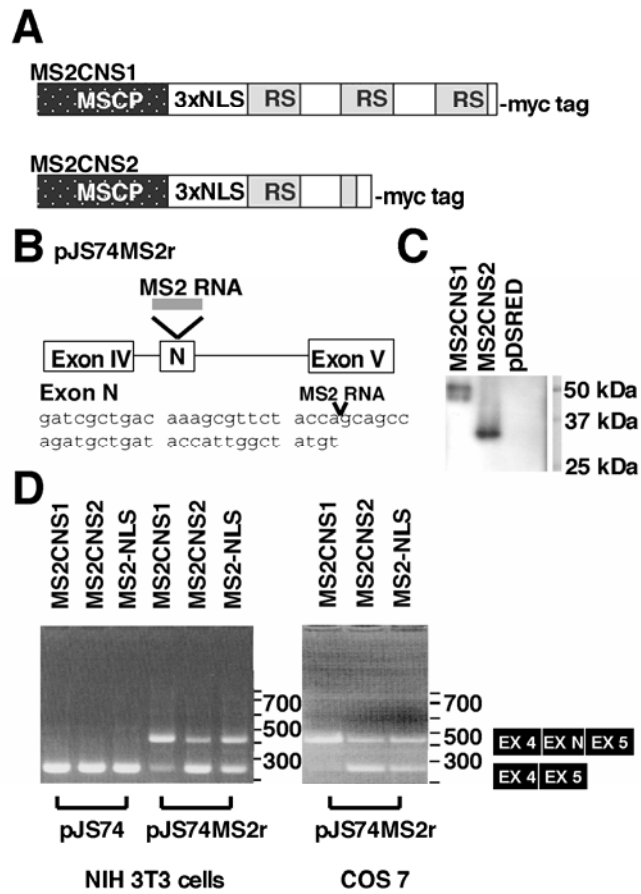 A
MS2CNS1
MSCP 3xNLS RS RS RS -myc tag
MS2CNS2
MSCP 3xNLS RS -myc tag
B pJS74MS2r
MS2 RNA
Exon IV N Exon V
Exon N MS2 RNA
gatcgctgac aaagcgttct accagcagcc
agatgctgat accattggct atgt
C
MS2CNS1
MS2CNS2
pDSRED
50 kDa
37 kDa
25 kDa
D
MS2CNS1
MS2CNS2
MS2-NLS
MS2CNS1
MS2CNS2
MS2-NLS
700
500
300
pJS74 pJS74MS2r
NIH 3T3 cells
MS2CNS1
MS2CNS2
MS2-NLS
700
500
300
pJS74MS2r
COS 7
EX 4 EX N EX 5
EX 4 EX 5